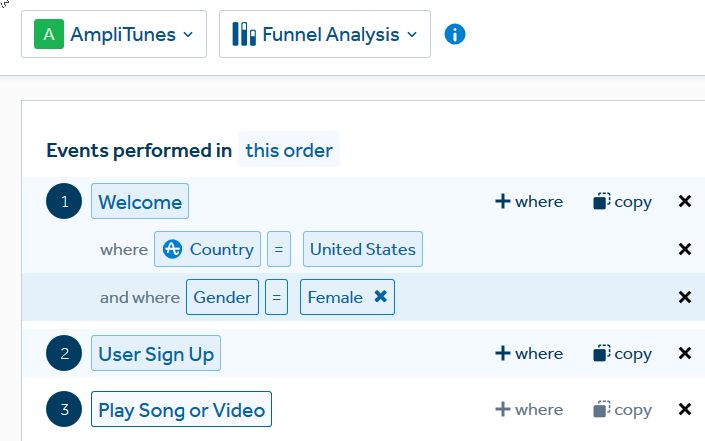 A AmpliTunes Funnel Analysis i
Events performed in this order
1 Welcome + where copy ×
where Country = United States ×
and where Gender = Female × ×
2 User Sign Up + where copy ×
3 Play Song or Video + where copy ×